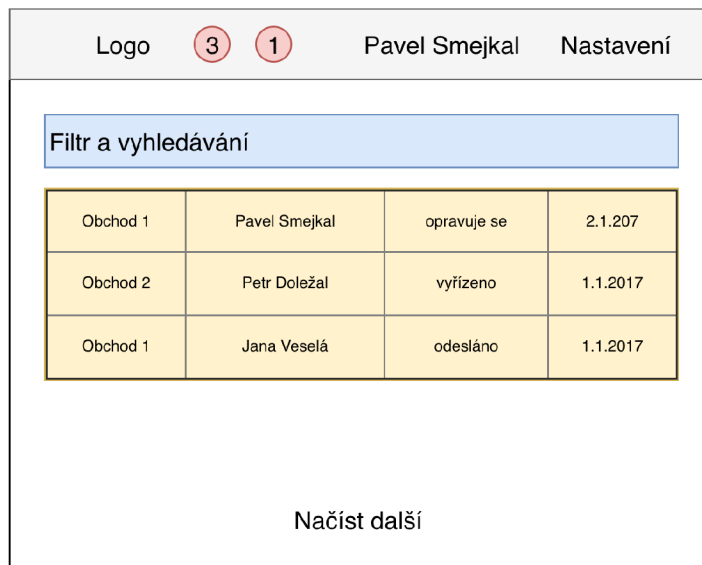 Logo 3 1 Pavel Smejkal Nastavení
Filtr a vyhledávání
Obchod 1 Pavel Smejkal opravuje se 2.1.207
Obchod 2 Petr Doležal vyřízeno 1.1.2017
Obchod 1 Jana Veselá odesláno 1.1.2017
Načíst další